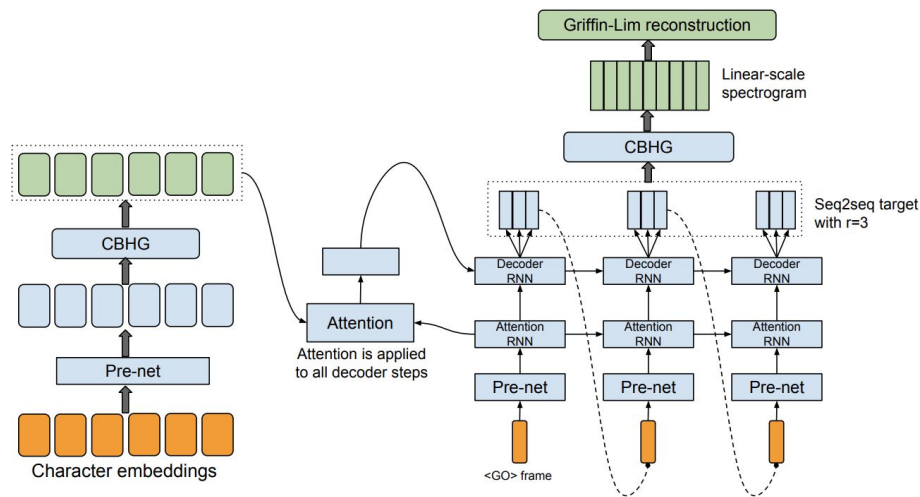 Griffin-Lim reconstruction
Linear-scale
spectrogram
CBHG
Seq2seq target
with r=3
CBHG
Decoder
RNN
Decoder
RNN
Decoder
RNN
Attention
Attention is applied
to all decoder steps
Attention
RNN
Attention
RNN
Attention
RNN
Pre-net
Pre-net
Pre-net
Pre-net
Character embeddings
<GO> frame